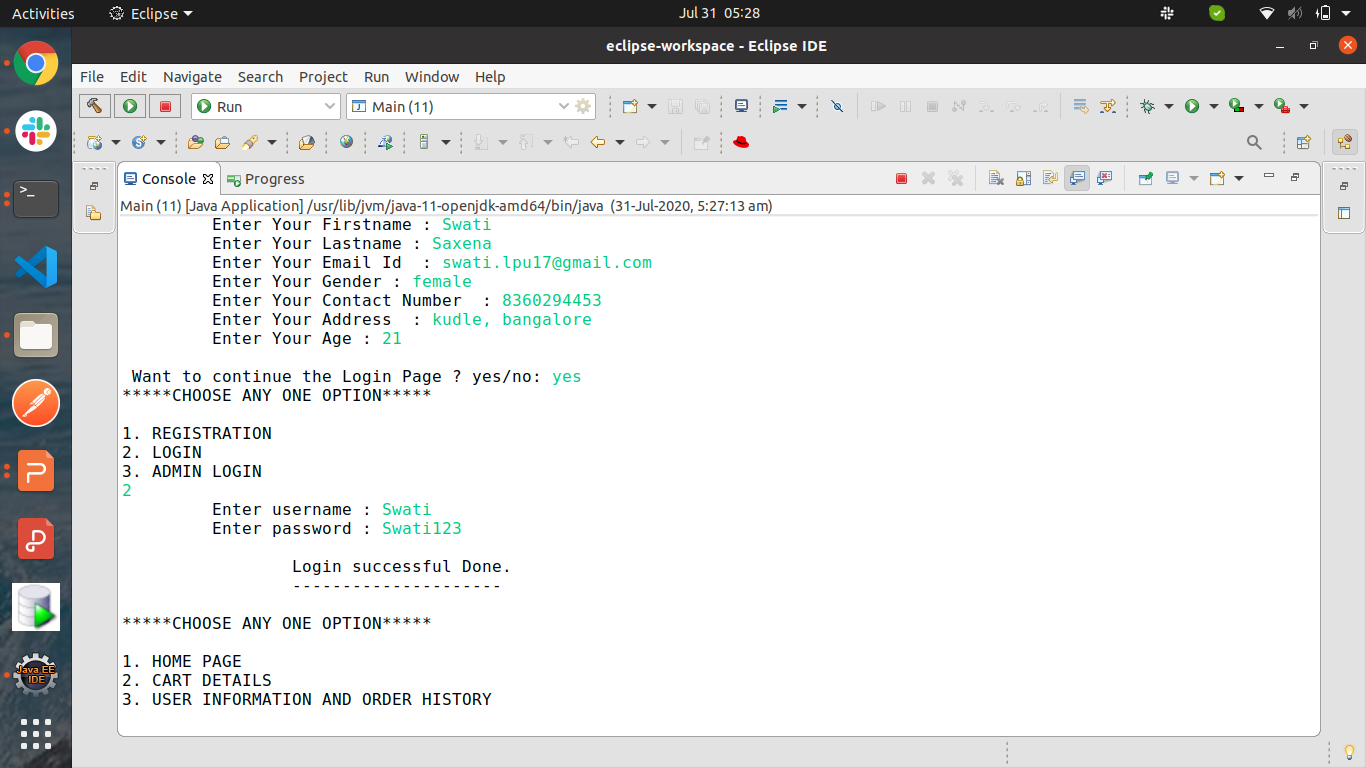 Activities Eclipse Jul 31 05:28
eclipse-workspace - Eclipse IDE
File Edit Navigate Search Project Run Window Help
Run Main (11)
Console Progress
Main (11) [Java Application] /usr/lib/jvm/java-11-openjdk-amd64/bin/java (31-Jul-2020, 5:27:13 am)
Enter Your Firstname : Swati
Enter Your Lastname : Saxena
Enter Your Email Id  : swati.lpu17@gmail.com
Enter Your Gender : female
Enter Your Contact Number  : 8360294453
Enter Your Address  : kudle, bangalore
Enter Your Age : 21
Want to continue the Login Page ? yes/no: yes
*****CHOOSE ANY ONE OPTION*****
1. REGISTRATION
2. LOGIN
3. ADMIN LOGIN
2
Enter username : Swati
Enter password : Swati123
Login successful Done.
---------------------
*****CHOOSE ANY ONE OPTION*****
1. HOME PAGE
2. CART DETAILS
3. USER INFORMATION AND ORDER HISTORY
Java EE
IDE